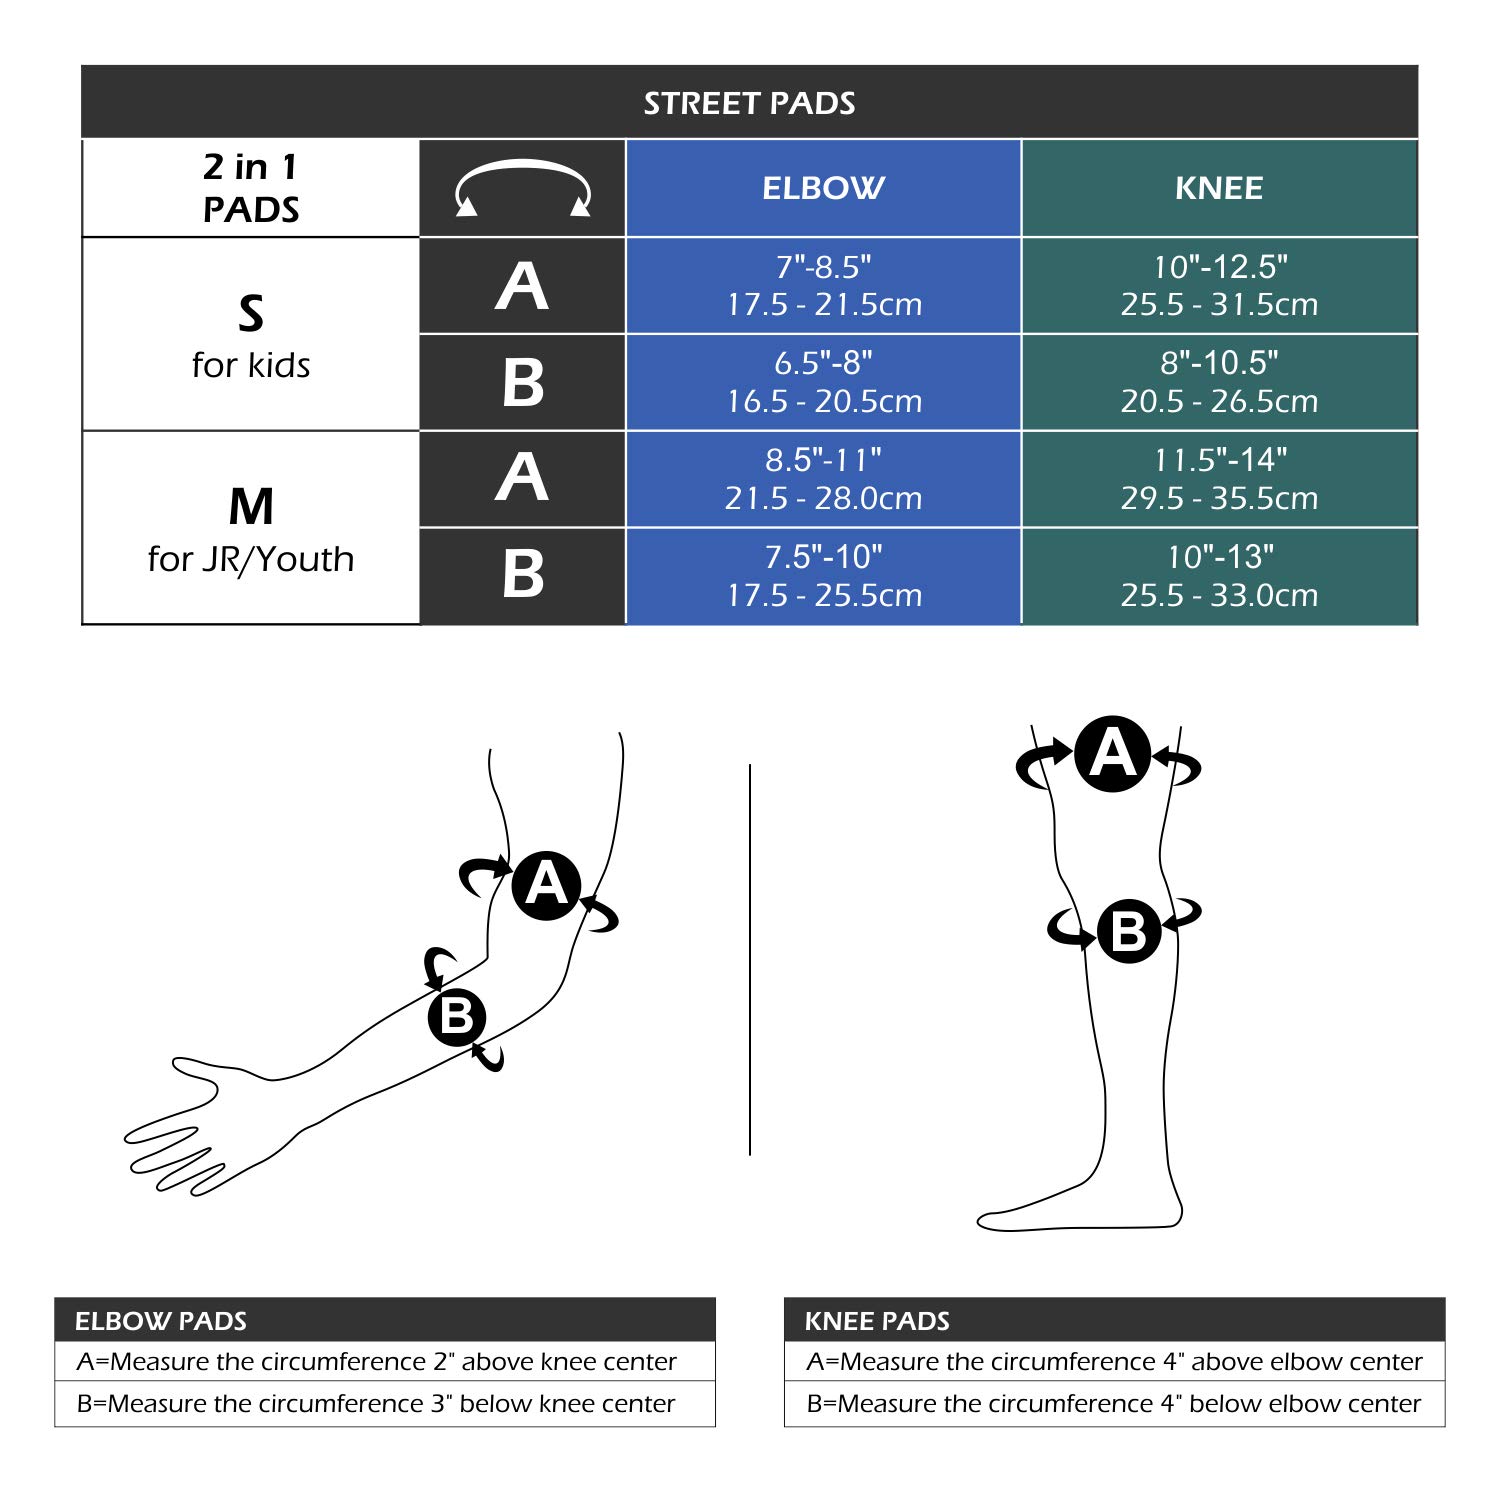 STREET PADS
2 in 1
PADS
ELBOW
KNEE
S
for kids
A
7"-8.5"
17.5 - 21.5cm
10"-12.5"
25.5 - 31.5cm
B
6.5"-8"
16.5 - 20.5cm
8"-10.5"
20.5 - 26.5cm
M
for JR/Youth
A
8.5"-11"
21.5 - 28.0cm
11.5"-14"
29.5 - 35.5cm
B
7.5"-10"
17.5 - 25.5cm
10"-13"
25.5 - 33.0cm
A
B
A
B
ELBOW PADS
A=Measure the circumference 2" above knee center
B=Measure the circumference 3" below knee center
KNEE PADS
A=Measure the circumference 4" above elbow center
B=Measure the circumference 4" below elbow center